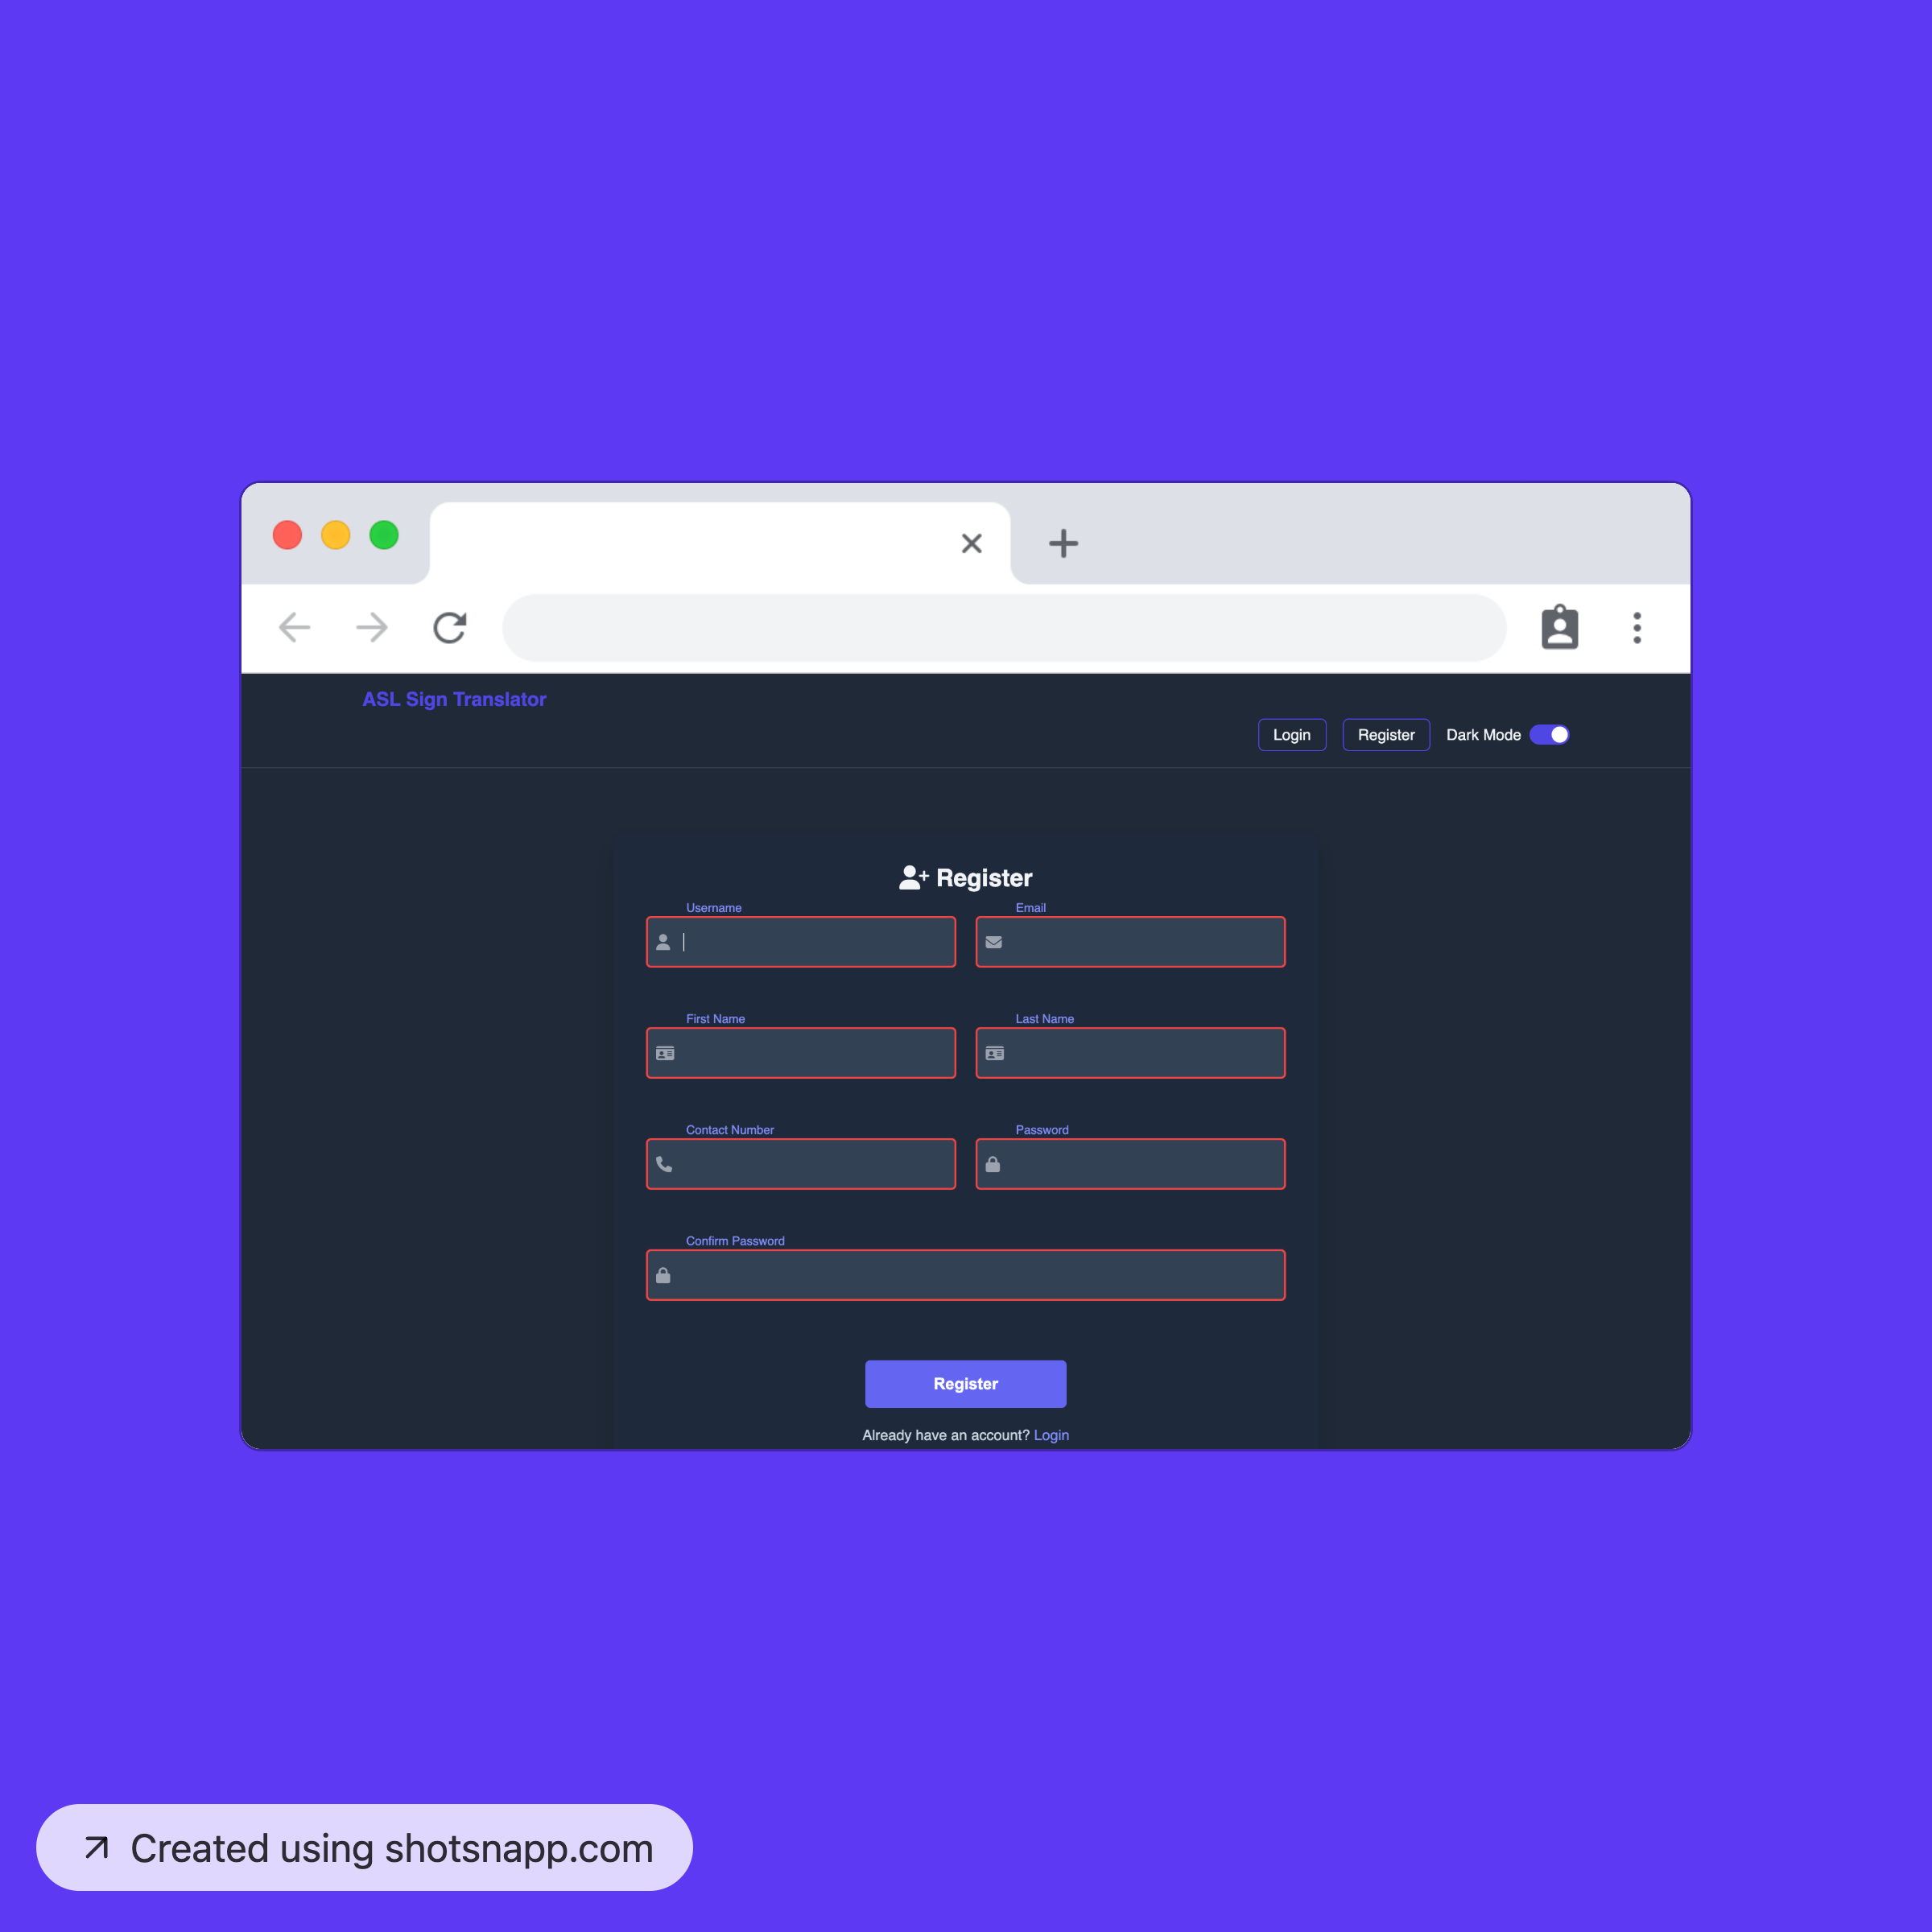 ASL Sign Translator
Login
Register
Dark Mode
Register
Username
Email
First Name
Last Name
Contact Number
Password
Confirm Password
Register
Already have an account? Login
Created using shotsnapp.com